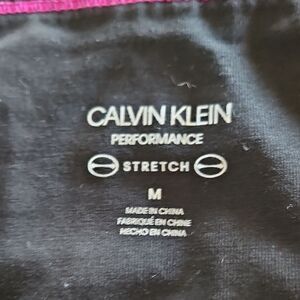 CALVIN KLEIN
PERFORMANCE
STRETCH
M
MADE IN CHINA
FABRIQUÉ EN CHINE
HECHO EN CHINA